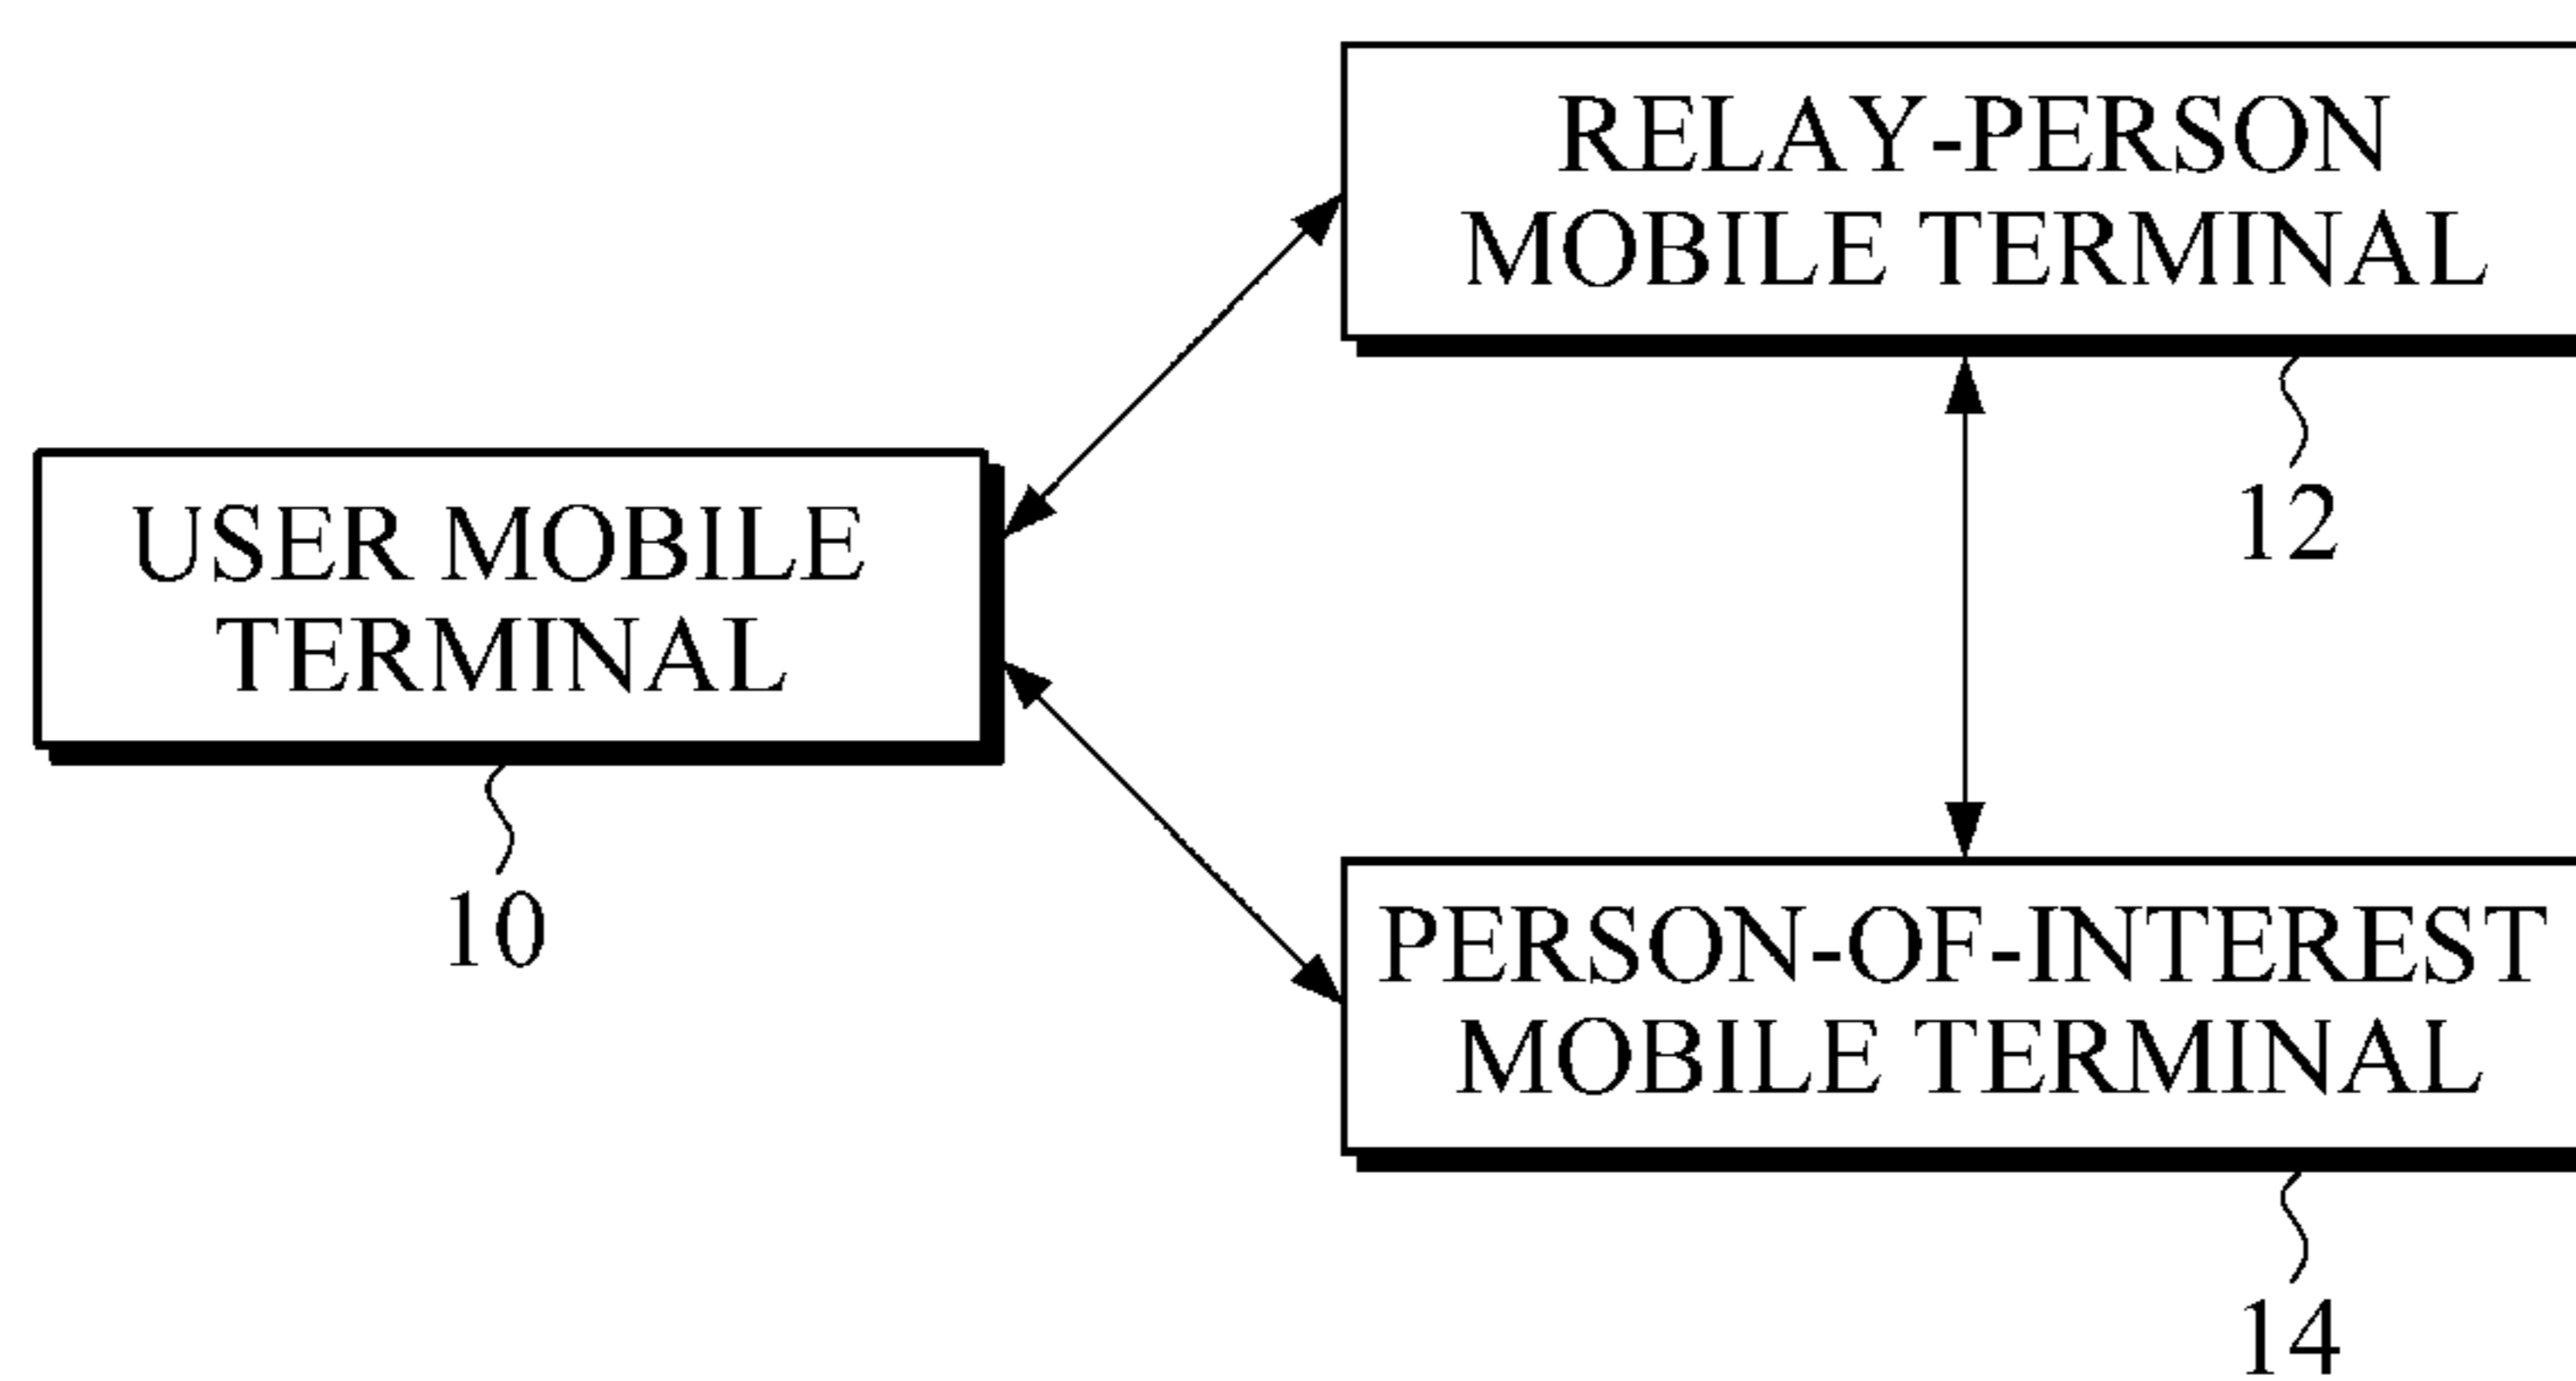 RELAY-PERSON
MOBILE TERMINAL
12
USER MOBILE
TERMINAL
10
PERSON-OF-INTEREST
MOBILE TERMINAL
14